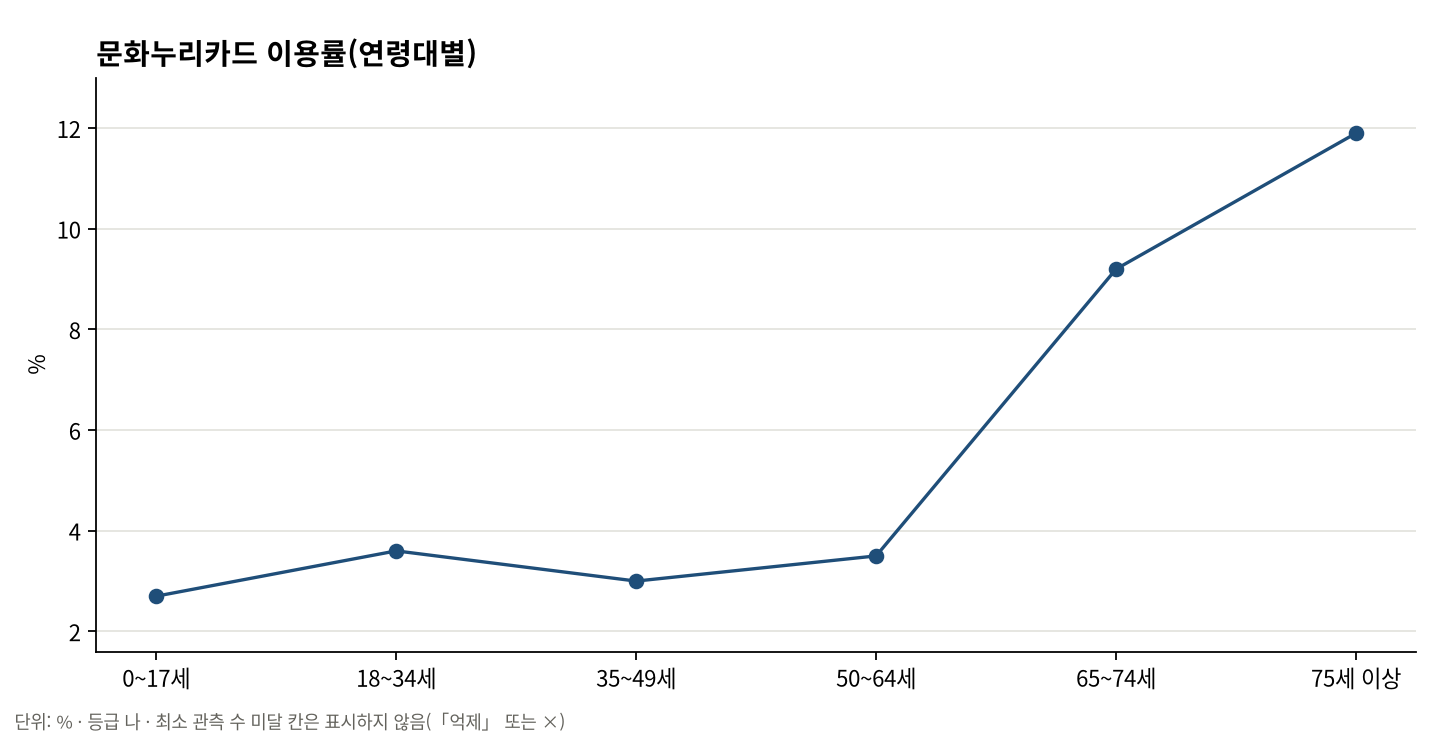 문화누리카드 이용률(연령대별)
12
10
8
6
4
2
%
0~17세 18~34세 35~49세 50~64세 65~74세 75세 이상
단위: % · 등급 나 · 최소 관측 수 미달 칸은 표시하지 않음(「억제」 또는 ×)